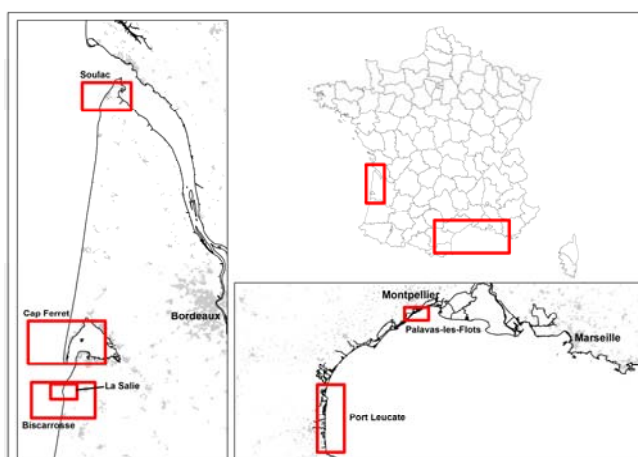 Soulac
Bordeaux
Cap Ferret
La Salie
Biscarrosse
Montpellier
Palavas-les-Flots
Marseille
Port Leucate